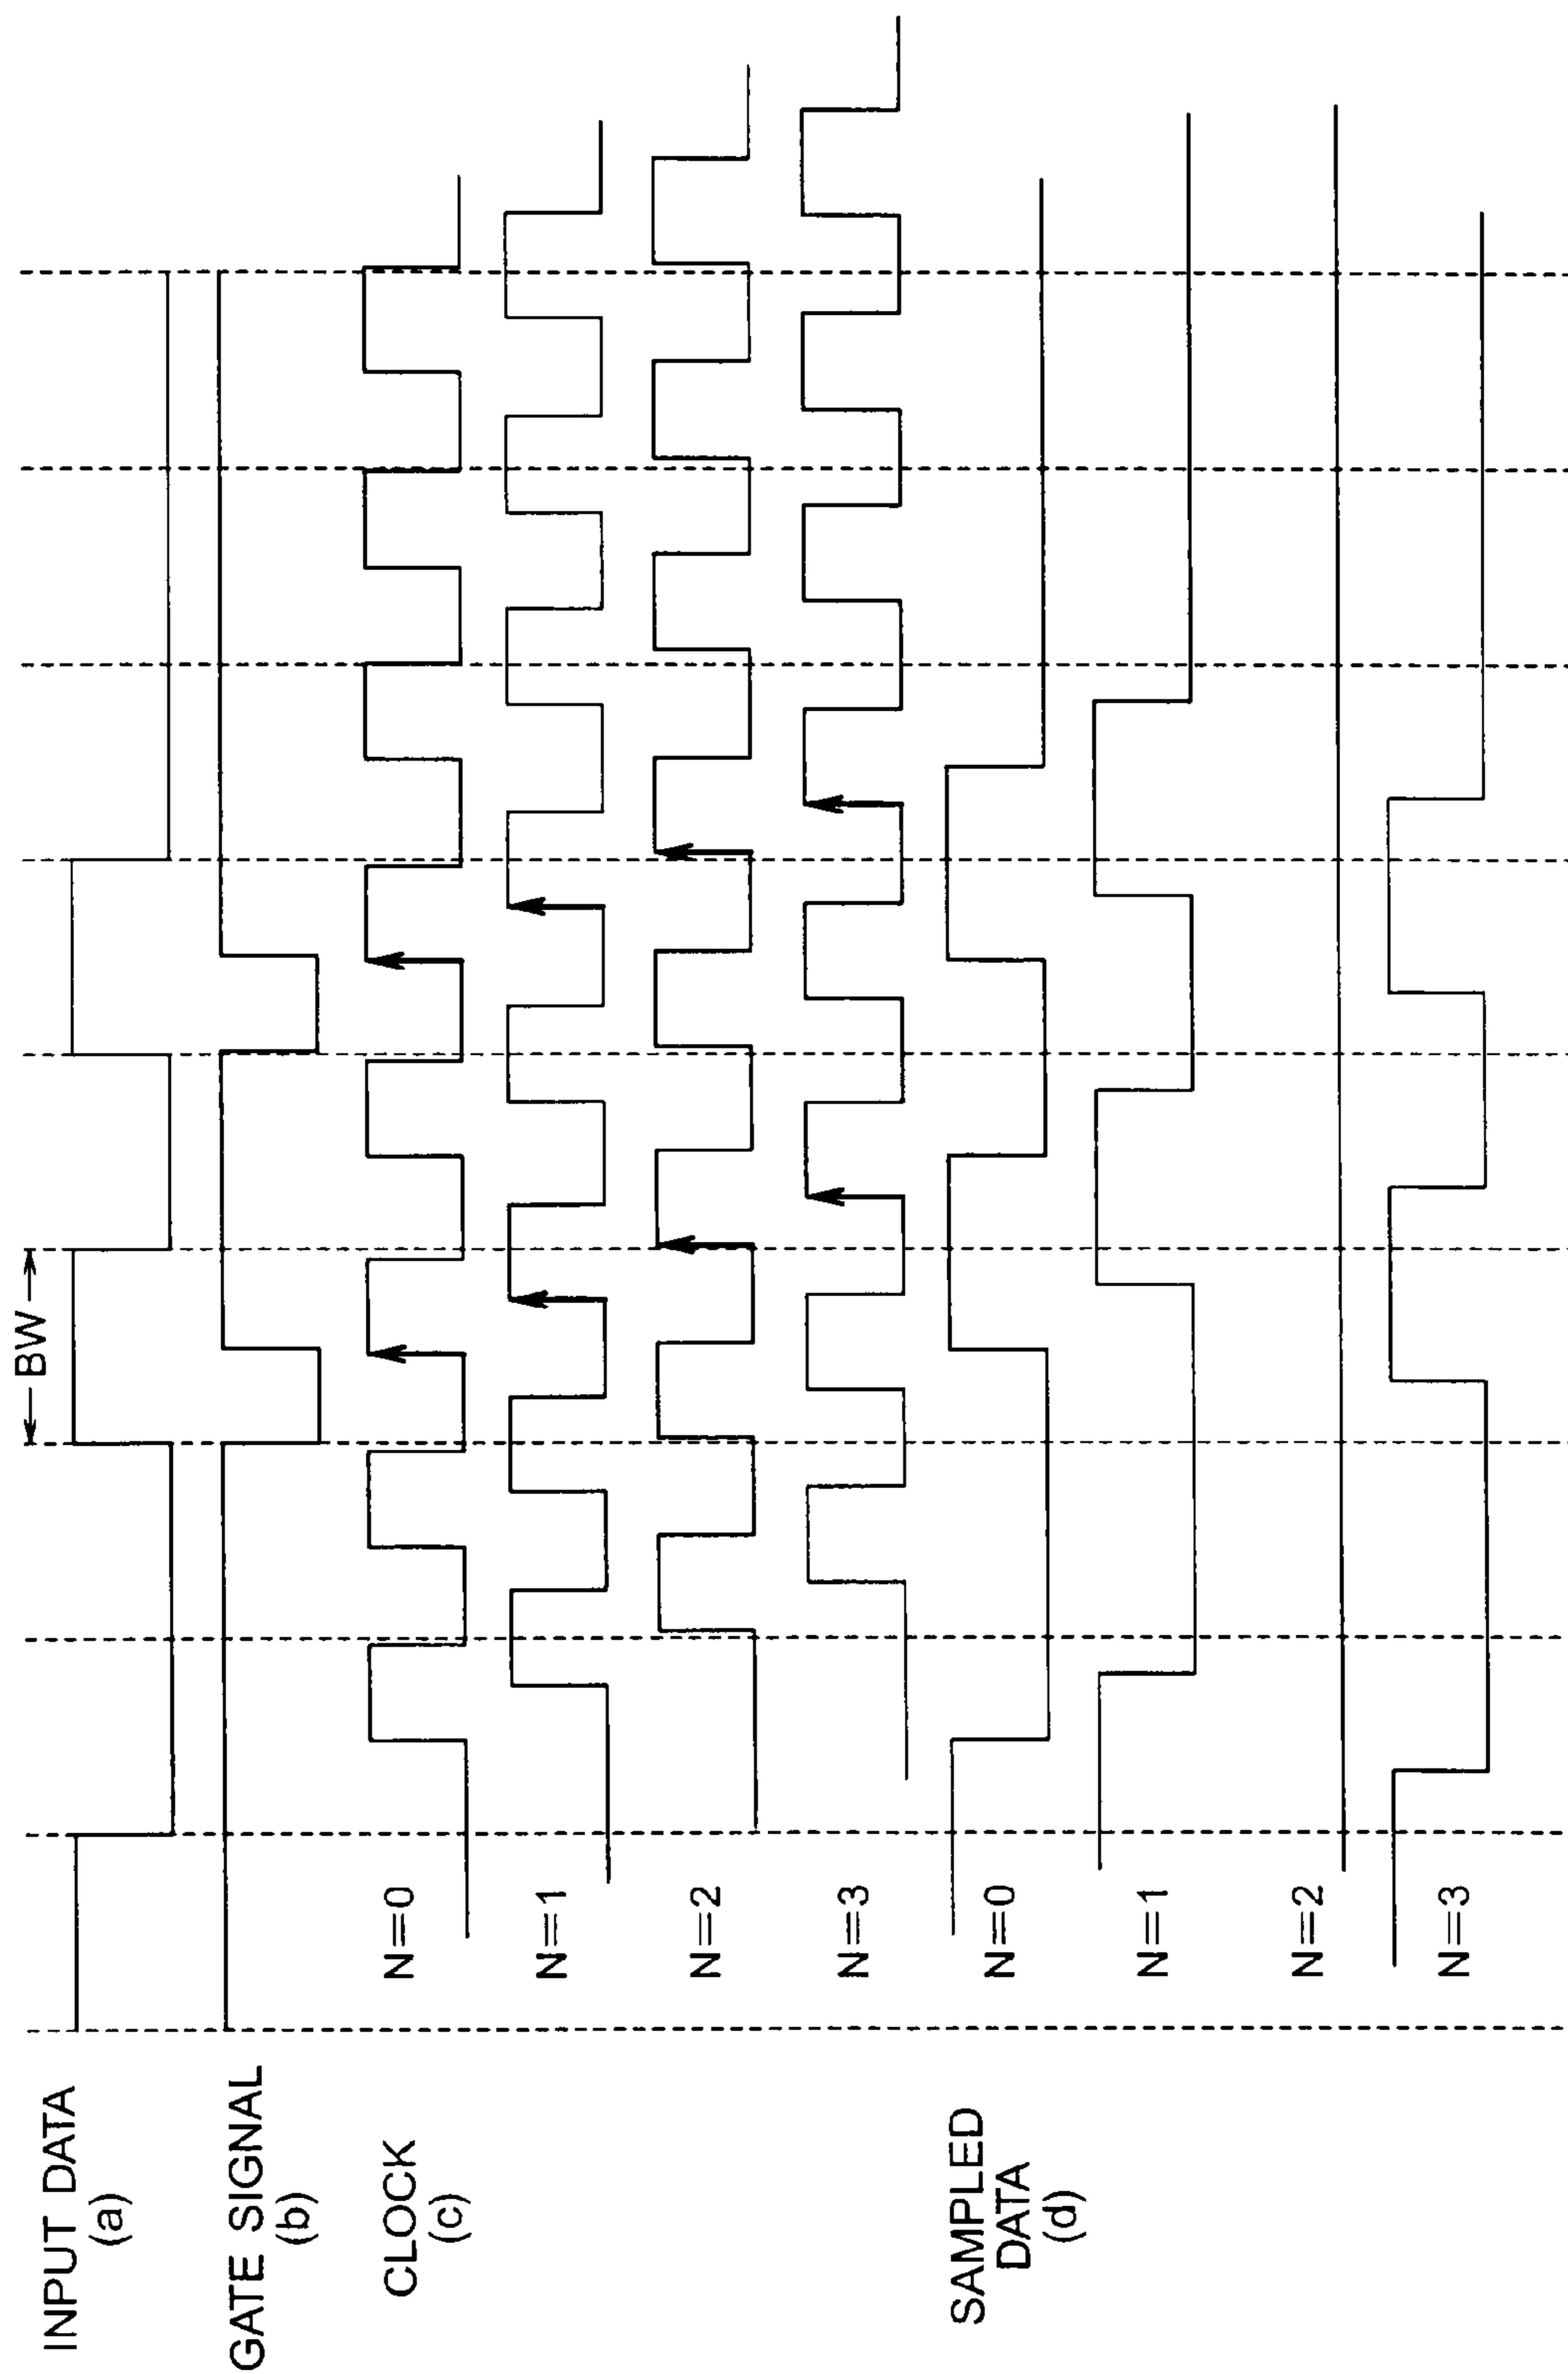 BW
INPUT DATA
(a)
GATE SIGNAL
(b)
CLOCK
(c)
N=0
N=1
N=2
N=3
SAMPLED
DATA
(d)
N=0
N=1
N=2
N=3